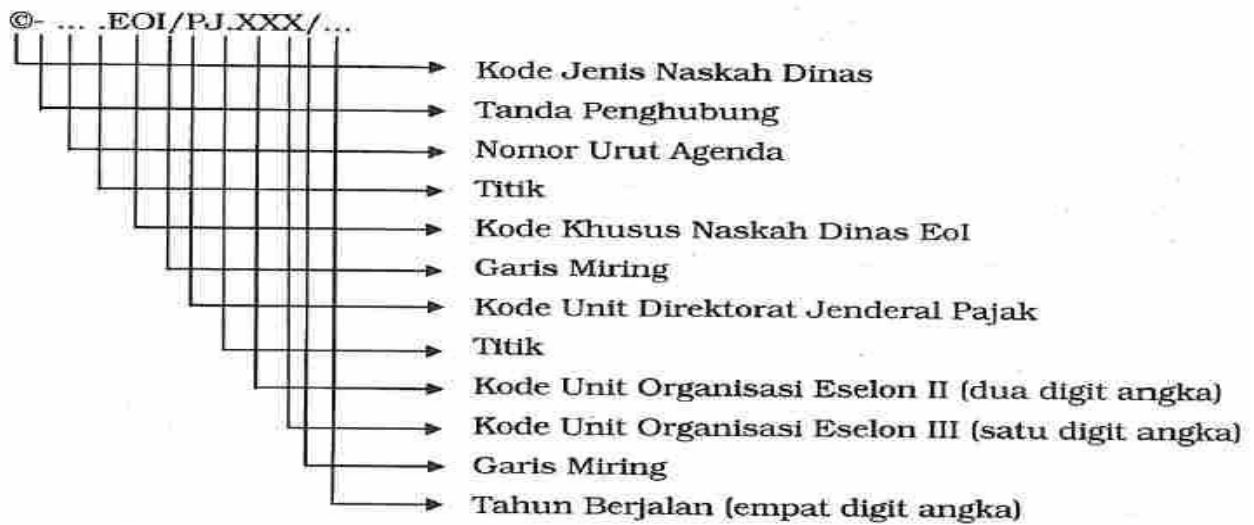 ©- ... .EOI/PJ.XXX/...
Kode Jenis Naskah Dinas
Tanda Penghubung
Nomor Urut Agenda
Titik
Kode Khusus Naskah Dinas EoI
Garis Miring
Kode Unit Direktorat Jenderal Pajak
Titik
Kode Unit Organisasi Eselon II (dua digit angka)
Kode Unit Organisasi Eselon III (satu digit angka)
Garis Miring
Tahun Berjalan (empat digit angka)